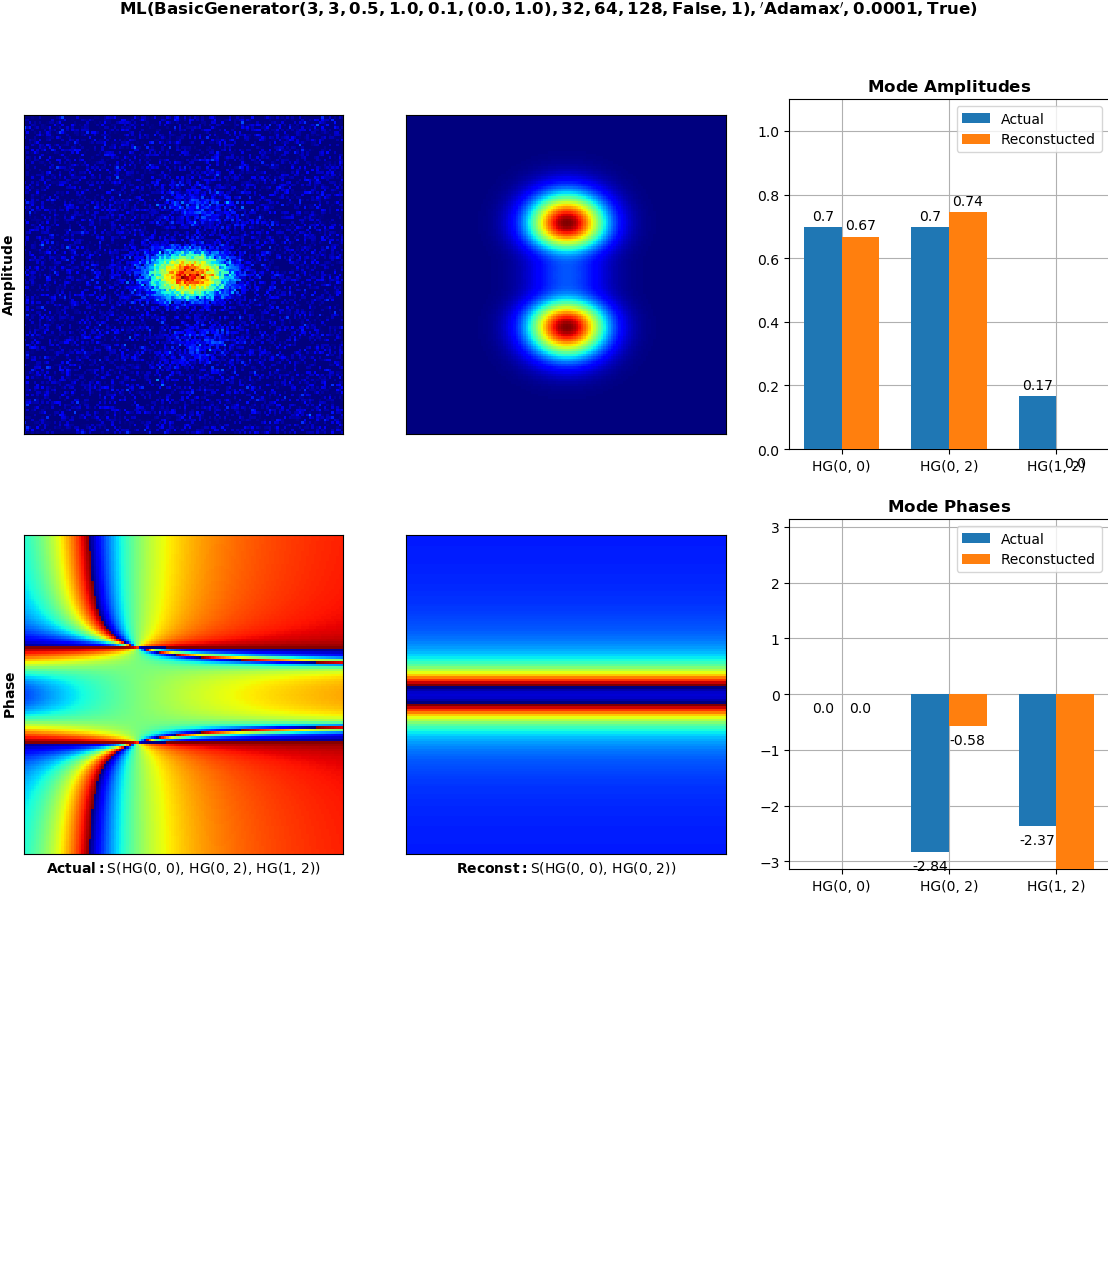 ML(BasicGenerator(3, 3, 0.5, 1.0, 0.1, (0.0, 1.0), 32, 64, 128, False, 1), ′Adamax′, 0.0001, True)
Amplitude
Mode Amplitudes
Actual
Reconstucted
1.0
0.8
0.6
0.4
0.2
0.0
0.7
0.67
0.7
0.74
0.17
0.0
HG(0, 0)
HG(0, 2)
HG(1, 2)
Phase
Actual: S(HG(0, 0), HG(0, 2), HG(1, 2))
Reconst: S(HG(0, 0), HG(0, 2))
Mode Phases
Actual
Reconstucted
3
2
1
0
−1
−2
−3
0.0
0.0
-2.84
-0.58
-2.37
HG(0, 0)
HG(0, 2)
HG(1, 2)